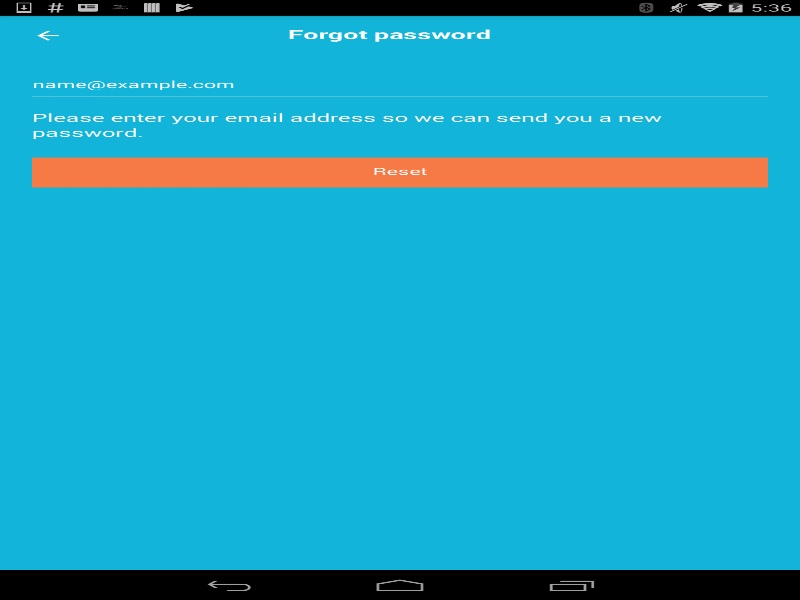 5:36
Forgot password
name@example.com
Please enter your email address so we can send you a new
password.
Reset